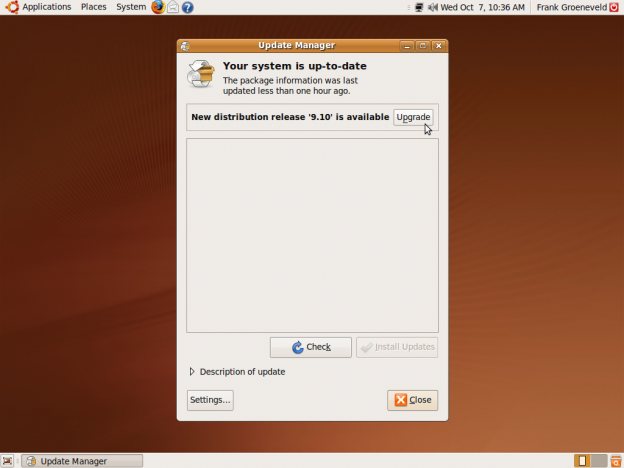 Applications Places System Wed Oct 7, 10:36 AM Frank Groeneveld
Update Manager
Your system is up-to-date
The package information was last
updated less than one hour ago.
New distribution release '9.10' is available Upgrade
Check Install Updates
Description of update
Settings... Close
Update Manager